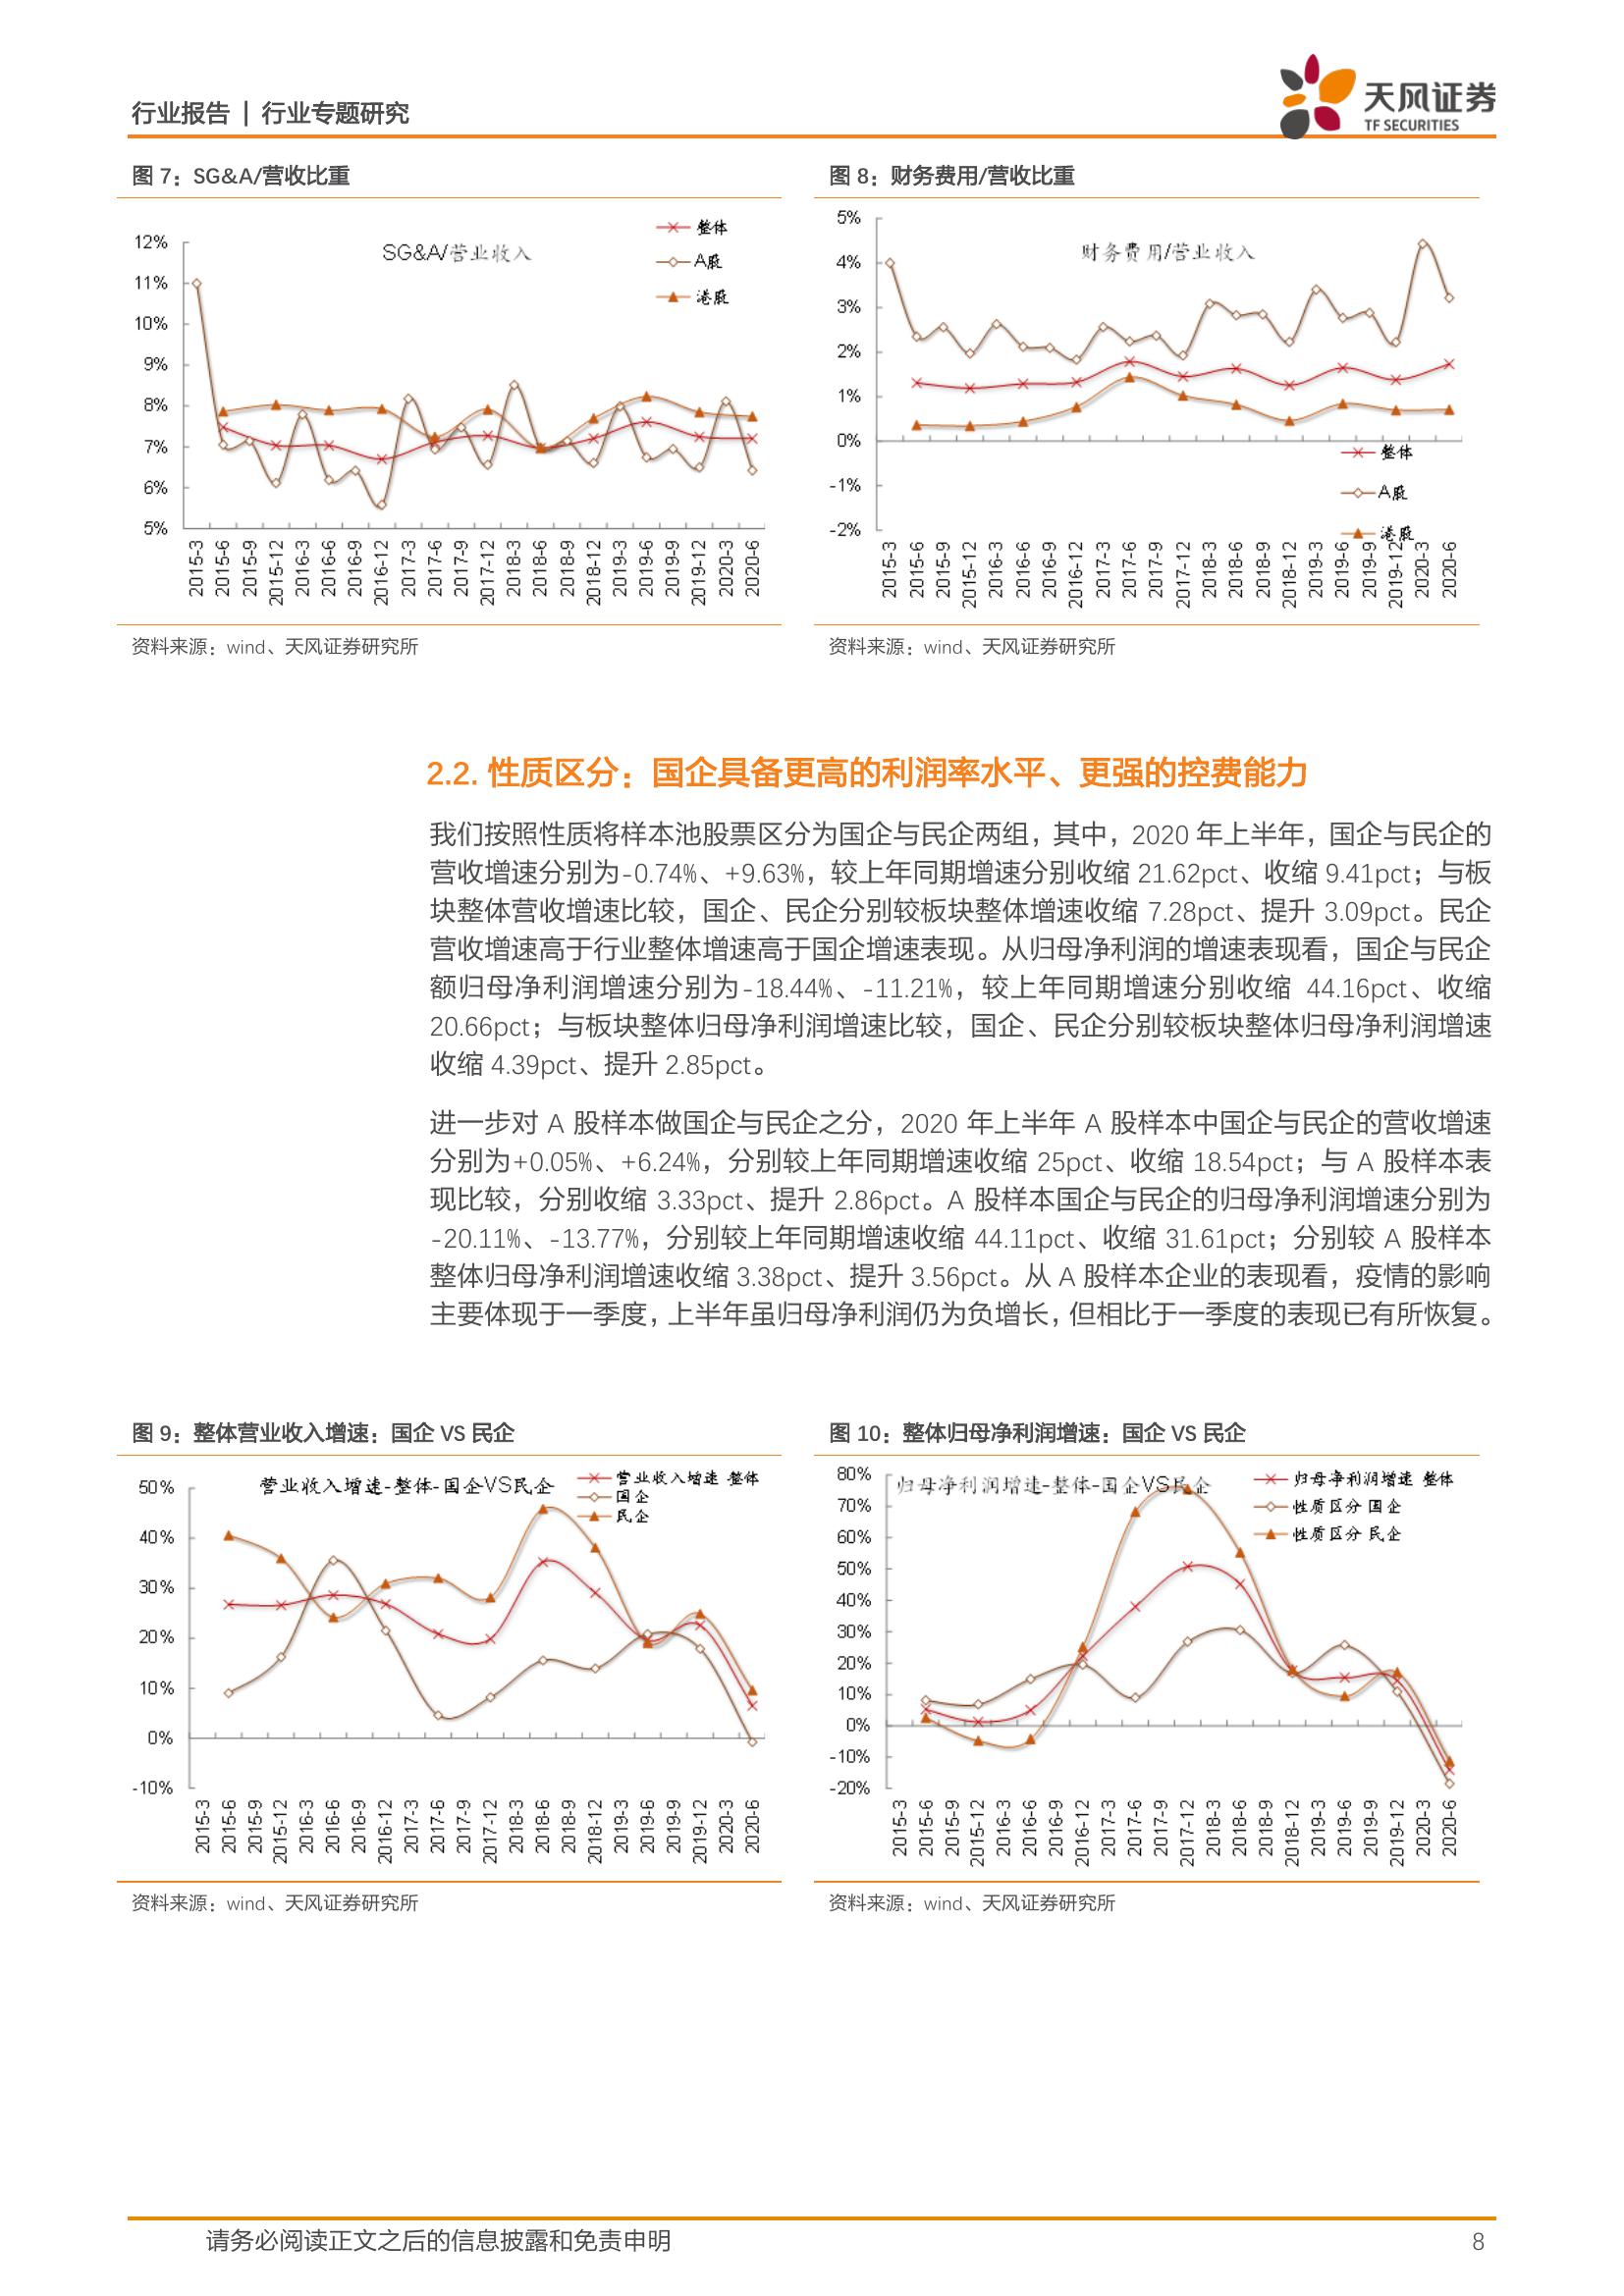 行业报告 | 行业专题研究
天风证券
TF SECURITIES
图 7：SG&A/营收比重
SG&A/营业收入
整体
A股
港股
12%
11%
10%
9%
8%
7%
6%
5%
2015-3
2015-6
2015-9
2015-12
2016-3
2016-6
2016-9
2016-12
2017-3
2017-6
2017-9
2017-12
2018-3
2018-6
2018-9
2018-12
2019-3
2019-6
2019-9
2019-12
2020-3
2020-6
资料来源：wind、天风证券研究所
图 8：财务费用/营收比重
财务费用/营业收入
5%
4%
3%
2%
1%
0%
-1%
-2%
整体
A股
港股
2015-3
2015-6
2015-9
2015-12
2016-3
2016-6
2016-9
2016-12
2017-3
2017-6
2017-9
2017-12
2018-3
2018-6
2018-9
2018-12
2019-3
2019-6
2019-9
2019-12
2020-3
2020-6
资料来源：wind、天风证券研究所
2.2. 性质区分：国企具备更高的利润率水平、更强的控费能力
我们按照性质将样本池股票区分为国企与民企两组，其中，2020 年上半年，国企与民企的
营收增速分别为-0.74%、+9.63%，较上年同期增速分别收缩 21.62pct、收缩 9.41pct；与板
块整体营收增速比较，国企、民企分别较板块整体增速收缩 7.28pct、提升 3.09pct。民企
营收增速高于行业整体增速高于国企增速表现。从归母净利润的增速表现看，国企与民企
额归母净利润增速分别为-18.44%、-11.21%，较上年同期增速分别收缩 44.16pct、收缩
20.66pct；与板块整体归母净利润增速比较，国企、民企分别较板块整体归母净利润增速
收缩 4.39pct、提升 2.85pct。
进一步对 A 股样本做国企与民企之分，2020 年上半年 A 股样本中国企与民企的营收增速
分别为+0.05%、+6.24%，分别较上年同期增速收缩 25pct、收缩 18.54pct；与 A 股样本表
现比较，分别收缩 3.33pct、提升 2.86pct。A 股样本国企与民企的归母净利润增速分别为
-20.11%、-13.77%，分别较上年同期增速收缩 44.11pct、收缩 31.61pct；分别较 A 股样本
整体归母净利润增速收缩 3.38pct、提升 3.56pct。从 A 股样本企业的表现看，疫情的影响
主要体现于一季度，上半年虽归母净利润仍为负增长，但相比于一季度的表现已有所恢复。
图 9：整体营业收入增速：国企 VS 民企
营业收入增速-整体-国企VS民企
营业收入增速 整体
国企
民企
50%
40%
30%
20%
10%
0%
-10%
2015-3
2015-6
2015-9
2015-12
2016-3
2016-6
2016-9
2016-12
2017-3
2017-6
2017-9
2017-12
2018-3
2018-6
2018-9
2018-12
2019-3
2019-6
2019-9
2019-12
2020-3
2020-6
资料来源：wind、天风证券研究所
图 10：整体归母净利润增速：国企 VS 民企
归母净利润增速-整体-国企VS民企
归母净利润增速 整体
性质区分 国企
性质区分 民企
80%
70%
60%
50%
40%
30%
20%
10%
0%
-10%
-20%
2015-3
2015-6
2015-9
2015-12
2016-3
2016-6
2016-9
2016-12
2017-3
2017-6
2017-9
2017-12
2018-3
2018-6
2018-9
2018-12
2019-3
2019-6
2019-9
2019-12
2020-3
2020-6
资料来源：wind、天风证券研究所
请务必阅读正文之后的信息披露和免责申明
8